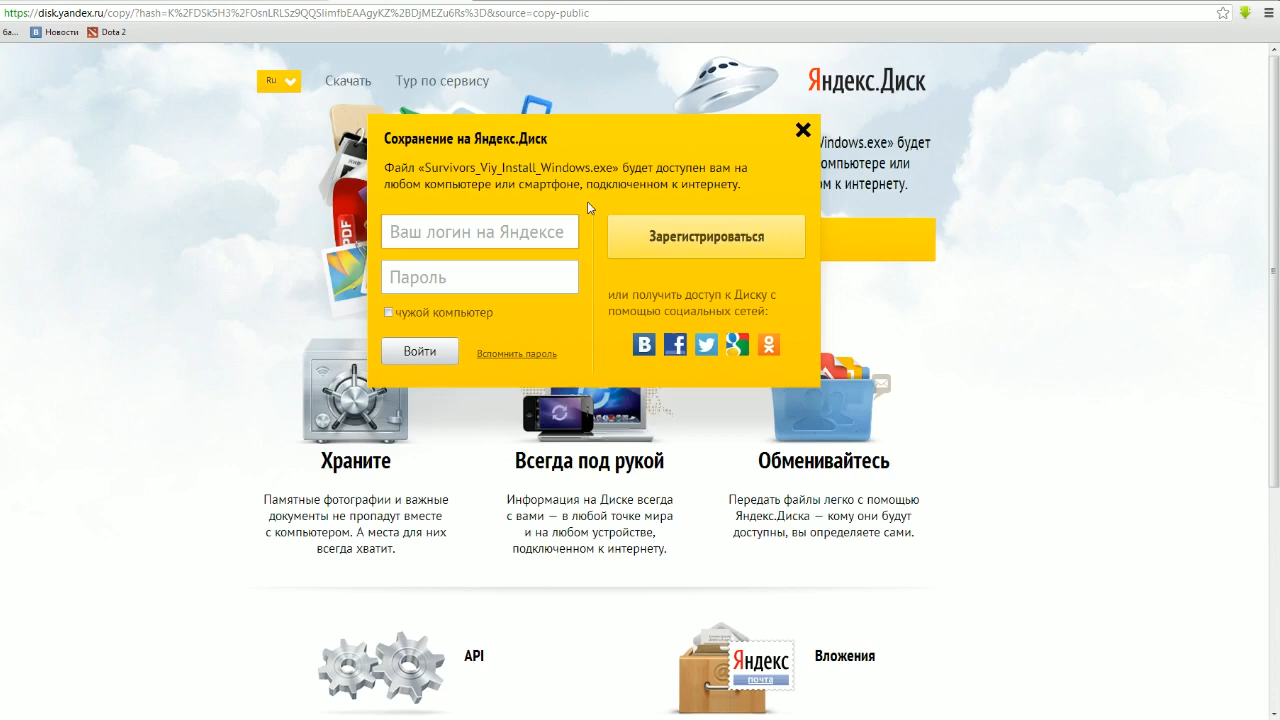 https://disk.yandex.ru/copy/?hash=K%2FDSk5H3%2FOsnLRLSz9QQSlimfbEAAgyKZ%2BDjMEZu6Rs%3D&source=copy-public
ба...
Новости
Dota 2
Ru
Скачать
Тур по сервису
Яндекс.Диск
Сохранение на Яндекс.Диск
Файл «Survivors_Viy_Install_Windows.exe» будет доступен вам на
любом компьютере или смартфоне, подключенном к интернету.
Windows.exe» будет
компьютере или
м к интернету.
Ваш логин на Яндексе
Пароль
чужой компьютер
Войти
Вспомнить пароль
Зарегистрироваться
или получить доступ к Диску с
помощью социальных сетей:
PDF
Храните
Памятные фотографии и важные
документы не пропадут вместе
с компьютером. А места для них
всегда хватит.
Всегда под рукой
Информация на Диске всегда
с вами — в любой точке мира
и на любом устройстве,
подключенном к интернету.
Обменивайтесь
Передать файлы легко с помощью
Яндекс.Диска — кому они будут
доступны, вы определяете сами.
API
Яндекс
почта
Вложения